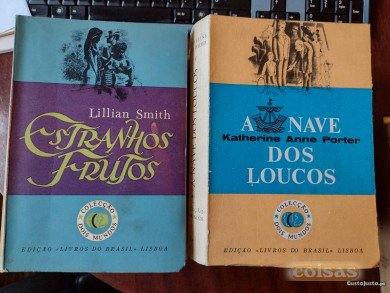 Lillian Smith
ESTRANHOS
FRUTOS
COLECÇÃO
DOIS MUNDOS
EDIÇÃO «LIVROS DO BRASIL» LISBOA
A NAVE
Katherine Anne Porter
DOS
LOUCOS
COLECÇÃO
DOIS MUNDOS
EDIÇÃO «LIVROS DO BRASIL» LISBOA
coisas
CustoJusto.pt